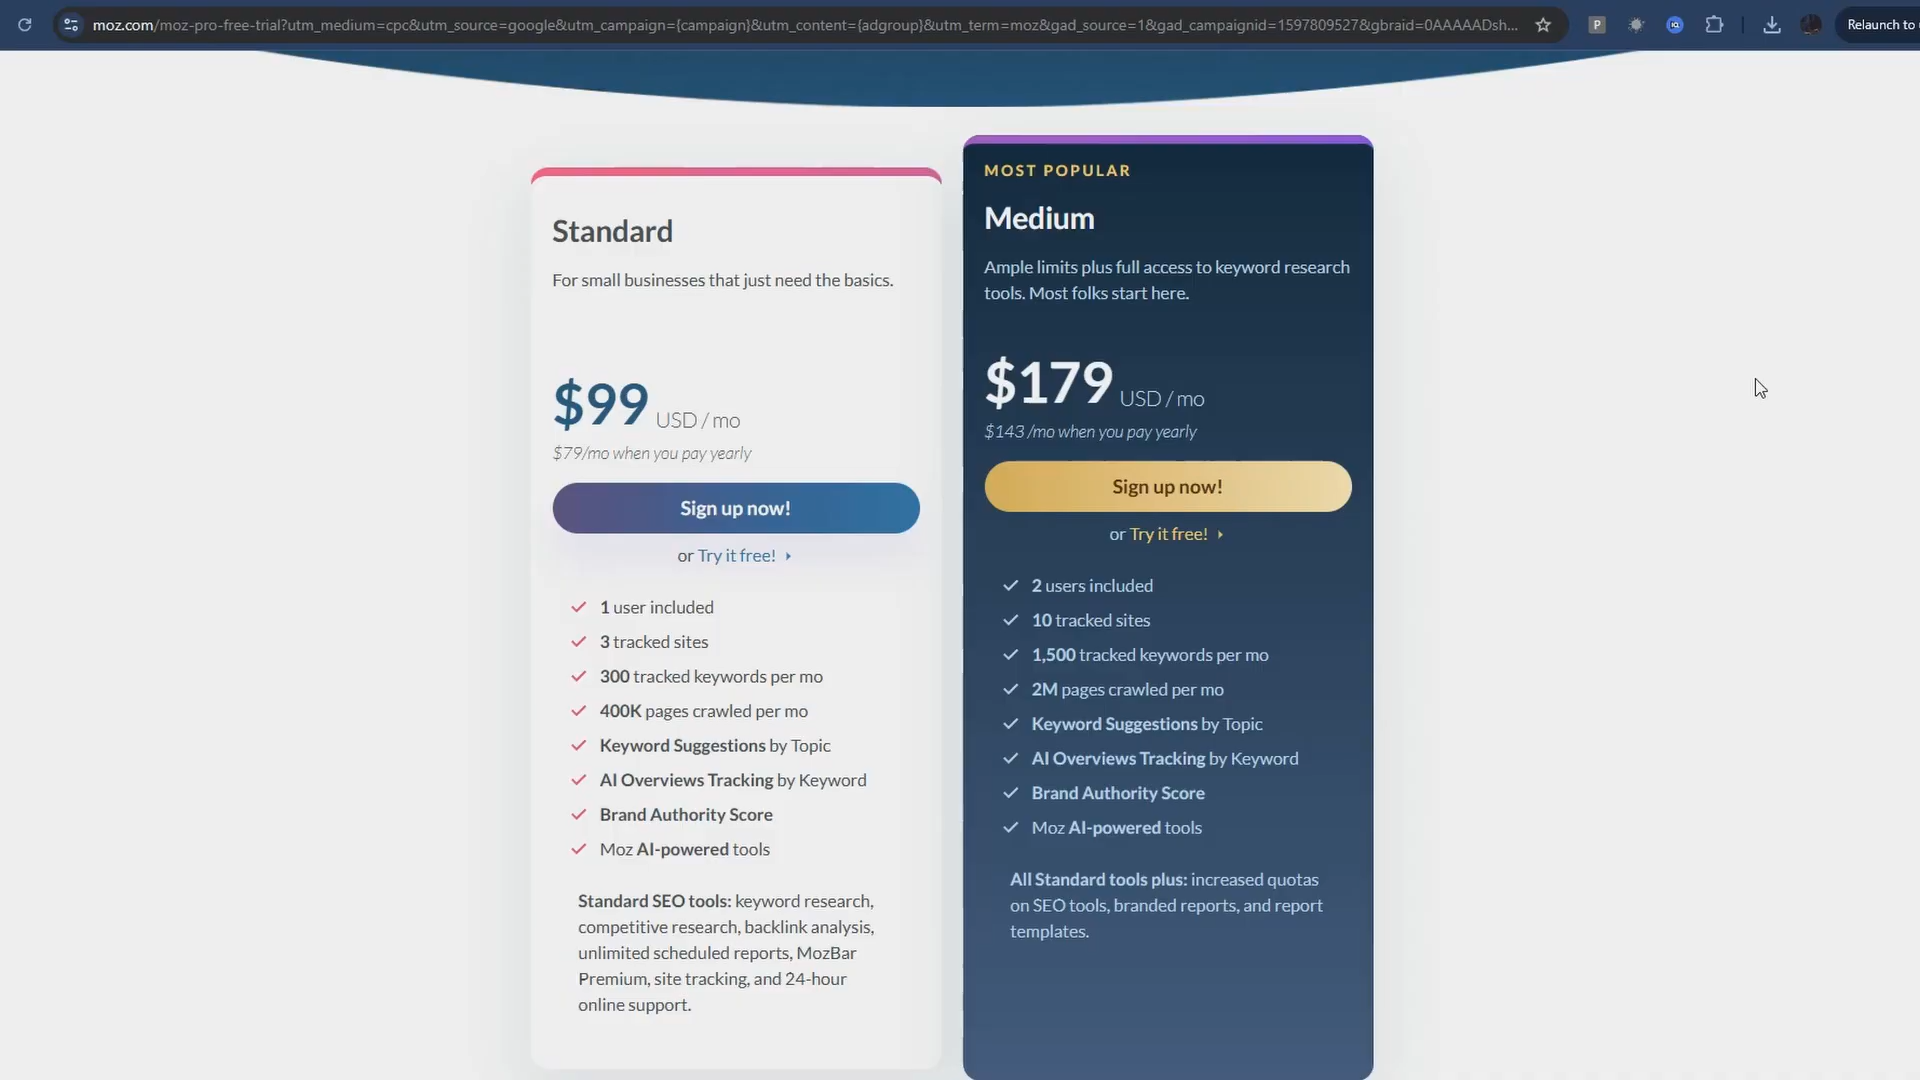 moz.com/moz-pro-free-trial?utm_medium=cpc&utm_source=google&utm_campaign={campaign}&utm_content={adgroup}&utm_term=moz&gad_source=1&gad_campaignid=1597809527&gbraid=0AAAAADsh...
P
Relaunch to
Standard
For small businesses that just need the basics.
$99 USD / mo
$79/mo when you pay yearly
Sign up now!
or Try it free!
1 user included
3 tracked sites
300 tracked keywords per mo
400K pages crawled per mo
Keyword Suggestions by Topic
AI Overviews Tracking by Keyword
Brand Authority Score
Moz AI-powered tools
Standard SEO tools: keyword research,
competitive research, backlink analysis,
unlimited scheduled reports, MozBar
Premium, site tracking, and 24-hour
online support.
MOST POPULAR
Medium
Ample limits plus full access to keyword research
tools. Most folks start here.
$179 USD / mo
$143 /mo when you pay yearly
Sign up now!
or Try it free!
2 users included
10 tracked sites
1,500 tracked keywords per mo
2M pages crawled per mo
Keyword Suggestions by Topic
AI Overviews Tracking by Keyword
Brand Authority Score
Moz AI-powered tools
All Standard tools plus: increased quotas
on SEO tools, branded reports, and report
templates.